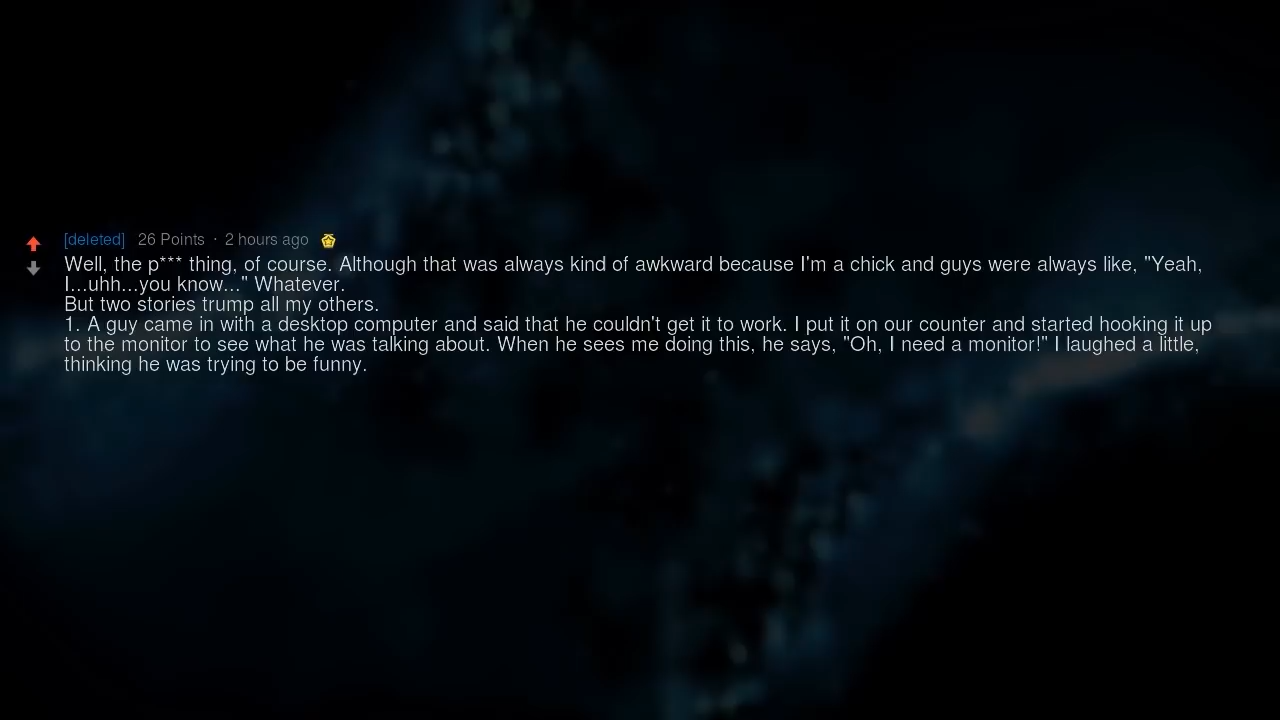 [deleted] 26 Points · 2 hours ago
Well, the p*** thing, of course. Although that was always kind of awkward because I'm a chick and guys were always like, "Yeah,
I...uhh...you know..." Whatever.
But two stories trump all my others.
1. A guy came in with a desktop computer and said that he couldn't get it to work. I put it on our counter and started hooking it up
to the monitor to see what he was talking about. When he sees me doing this, he says, "Oh, I need a monitor!" I laughed a little,
thinking he was trying to be funny.